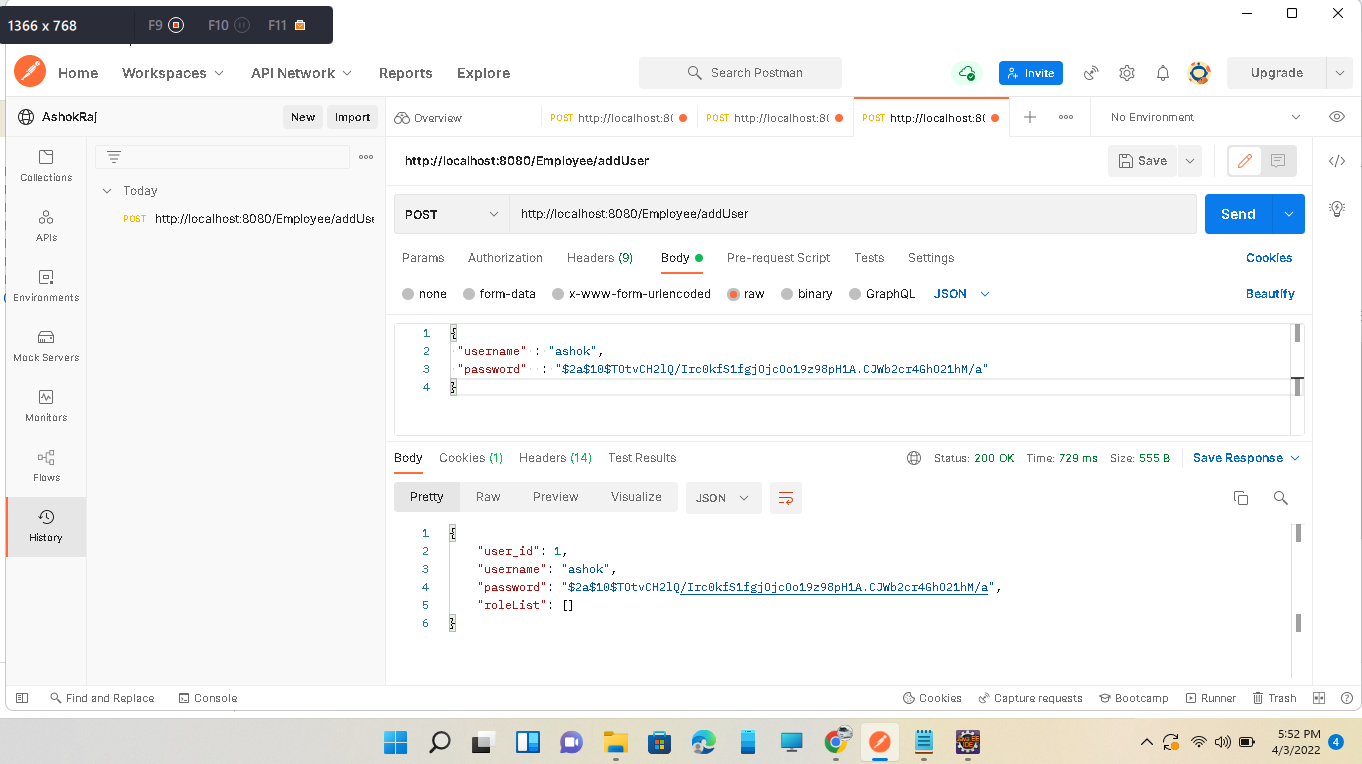 1366 x 768 F9 F10 F11
Home Workspaces API Network Reports Explore Search Postman Invite Upgrade
AshokRaj New Import Overview POST http://localhost:8( POST http://localhost:8( POST http://localhost:8( No Environment
http://localhost:8080/Employee/addUser Save
Collections
Today
POST http://localhost:8080/Employee/addUse
POST http://localhost:8080/Employee/addUser Send
APIs
Params Authorization Headers (9) Body Pre-request Script Tests Settings Cookies
none form-data x-www-form-urlencoded raw binary GraphQL JSON Beautify
Environments
Mock Servers
Monitors
Flows
History
1 {
2 "username" : "ashok",
3 "password" : "$2a$10$TOtvCH2lQ/Irc0kfS1fgjOjcOo19z98pH1A.CJWb2cr4GhO21hM/a"
4 }
Body Cookies (1) Headers (14) Test Results Status: 200 OK Time: 729 ms Size: 555 B Save Response
Pretty Raw Preview Visualize JSON
1 {
2 "user_id": 1,
3 "username": "ashok",
4 "password": "$2a$10$TOtvCH2lQ/Irc0kfS1fgjOjcOo19z98pH1A.CJWb2cr4GhO21hM/a",
5 "roleList": []
6 }
Find and Replace Console Cookies Capture requests Bootcamp Runner Trash
5:52 PM
4/3/2022 4